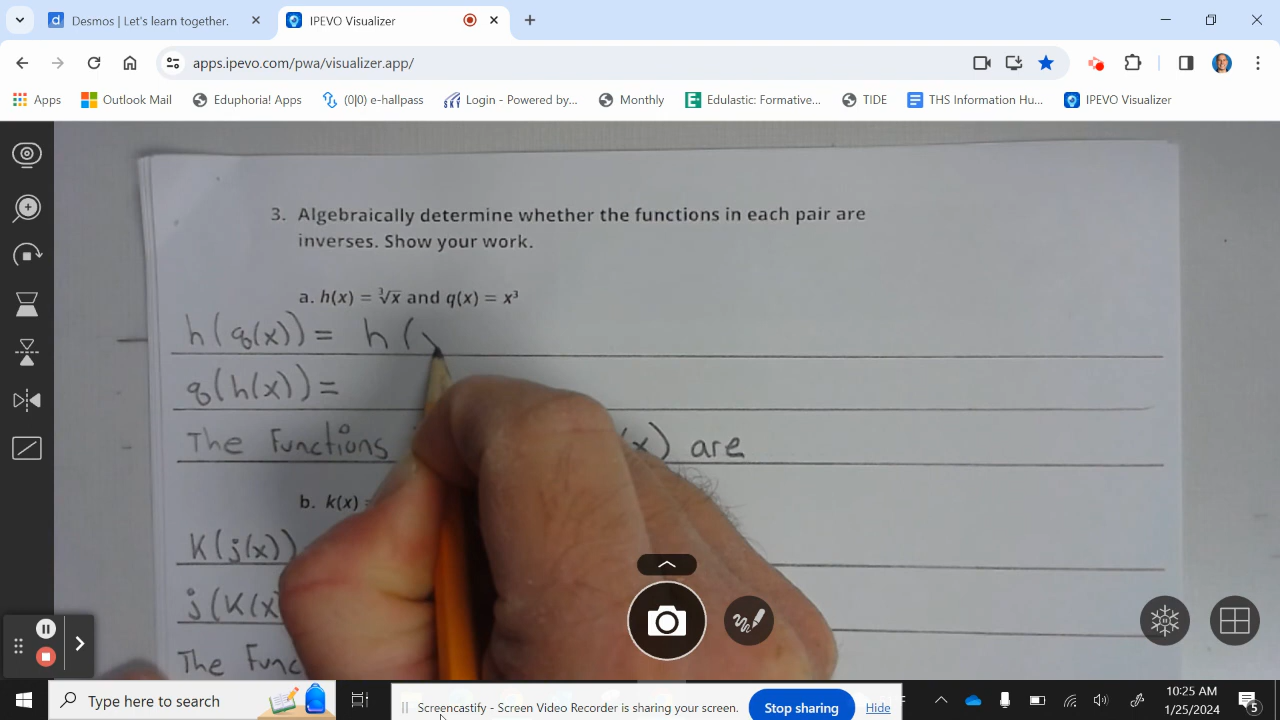 Desmos | Let's learn together.
IPEVO Visualizer
apps.ipevo.com/pwa/visualizer.app/
Apps
Outlook Mail
Eduphoria! Apps
(0|0) e-hallpass
Login - Powered by...
Monthly
Edulastic: Formative...
TIDE
THS Information Hu...
IPEVO Visualizer
3. Algebraically determine whether the functions in each pair are
inverses. Show your work.
a. h(x) = ∛x and q(x) = x³
h(q(x)) = h(
q(h(x)) =
The Functions (x) are
b. k(x) =
K(j(x))
j(K(x
The Func
Type here to search
Screencastify - Screen Video Recorder is sharing your screen.
Stop sharing
Hide
10:25 AM
1/25/2024
5